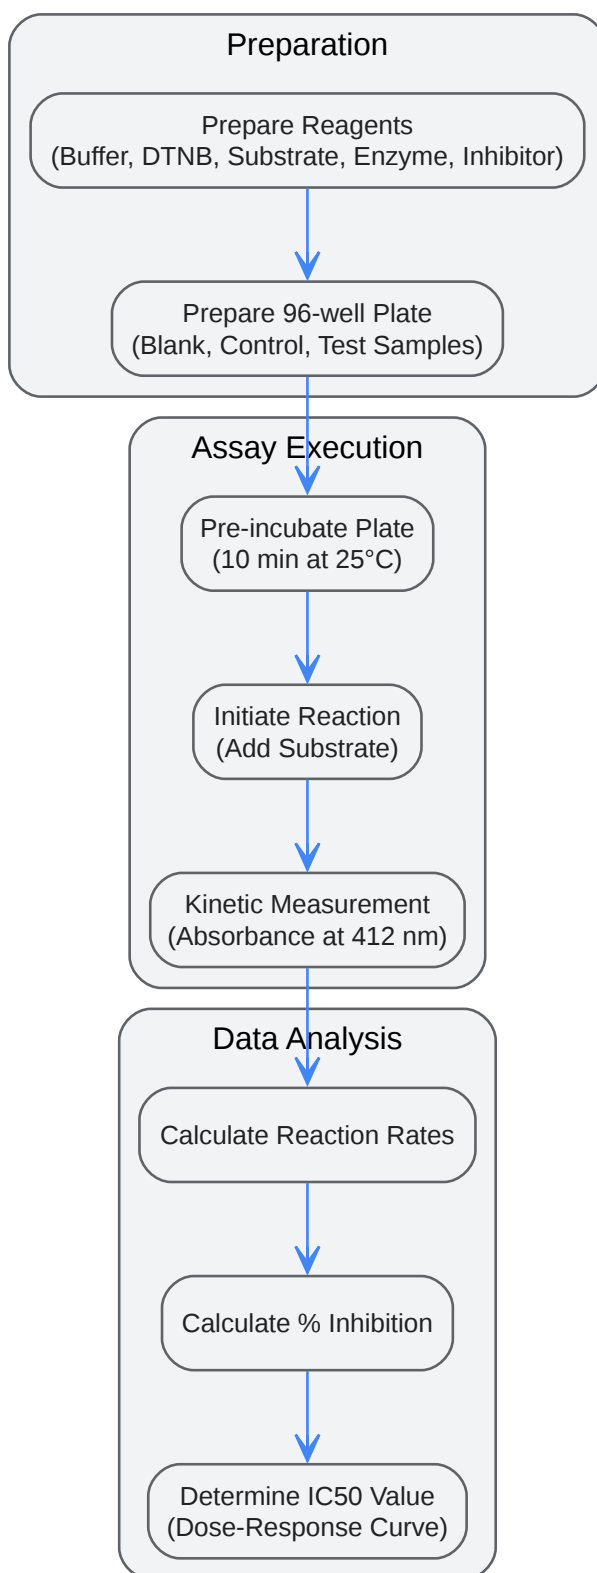 Preparation
Prepare Reagents
(Buffer, DTNB, Substrate, Enzyme, Inhibitor)
Prepare 96-well Plate
(Blank, Control, Test Samples)
Assay Execution
Pre-incubate Plate
(10 min at 25°C)
Initiate Reaction
(Add Substrate)
Kinetic Measurement
(Absorbance at 412 nm)
Data Analysis
Calculate Reaction Rates
Calculate % Inhibition
Determine IC50 Value
(Dose-Response Curve)